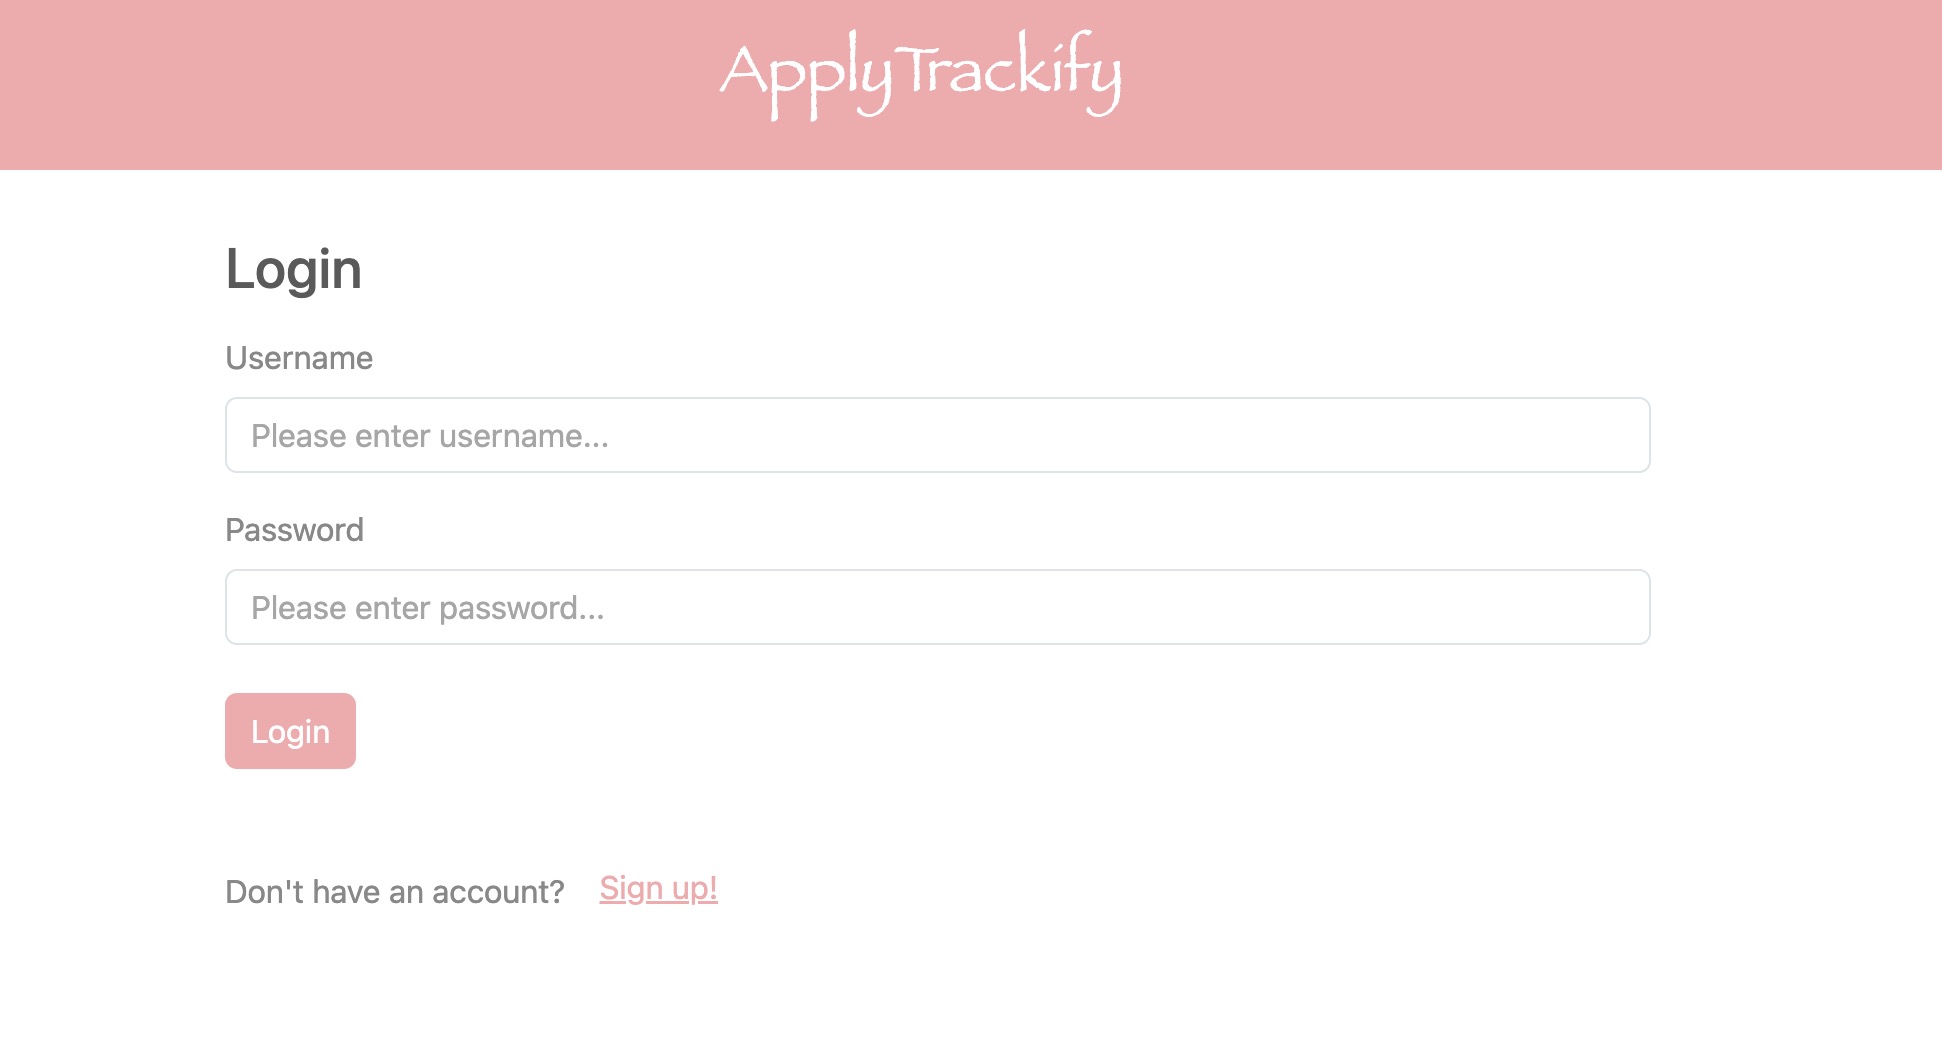 ApplyTrackify
Login
Username
Please enter username...
Password
Please enter password...
Login
Don't have an account? Sign up!